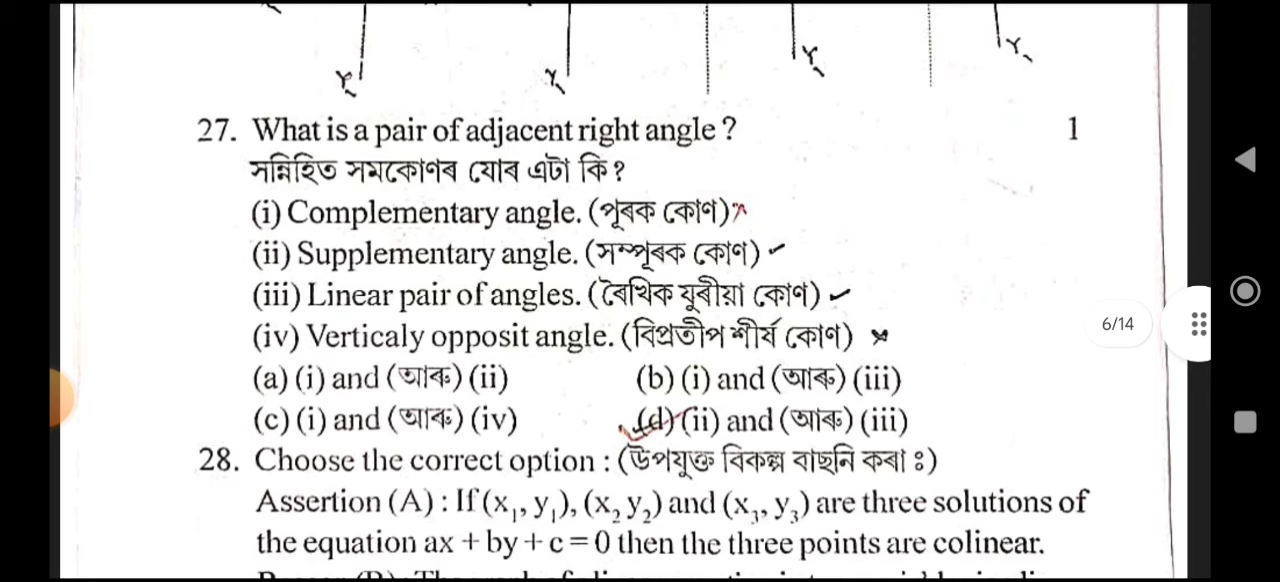 27. What is a pair of adjacent right angle ? 1
সন্নিহিত সমকোণৰ যোৰ এটা কি?
(i) Complementary angle. (পূৰক কোণ)
(ii) Supplementary angle. (সম্পূৰক কোণ)
(iii) Linear pair of angles. (ৰৈখিক যুৰীয়া কোণ)
(iv) Verticaly opposit angle. (বিপ্ৰতীপ শীৰ্ষ কোণ)
(a) (i) and (আৰু) (ii) (b) (i) and (আৰু) (iii)
(c) (i) and (আৰু) (iv) (d) (ii) and (আৰু) (iii)
6/14
28. Choose the correct option : (উপযুক্ত বিকল্প বাছনি কৰা ঃ)
Assertion (A) : If (x₁, y₁), (x₂ y₂) and (x₃, y₃) are three solutions of
the equation ax + by + c = 0 then the three points are colinear.